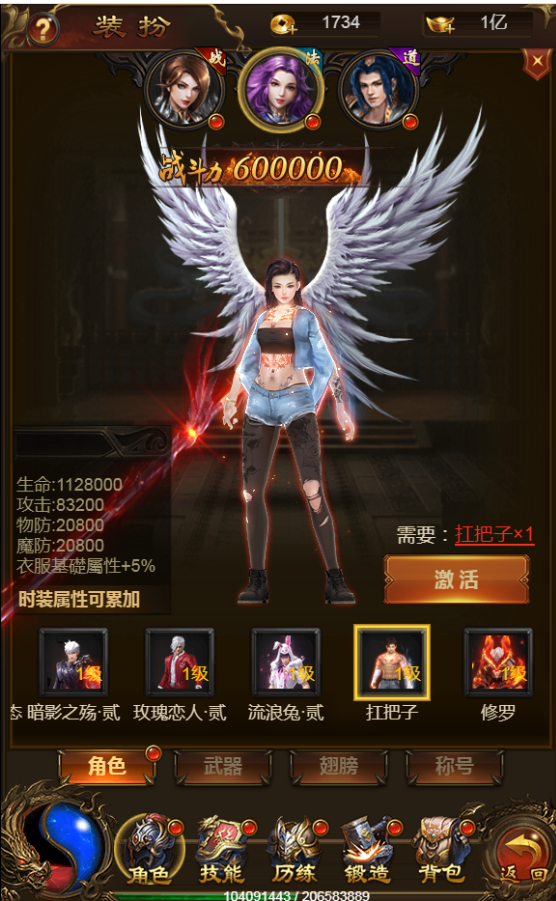 ?
装扮
1734
1亿
战
法
道
战斗力 600000
生命:1128000
攻击:83200
物防:20800
魔防:20800
衣服基礎屬性+5%
时装属性可累加
需要：扛把子×1
激活
1级
1级
1级
1级
1级
态 暗影之殇·贰
玫瑰恋人·贰
流浪兔·贰
扛把子
修罗
角色
武器
翅膀
称号
角色
技能
历练
锻造
背包
返回
104091443 / 206583889